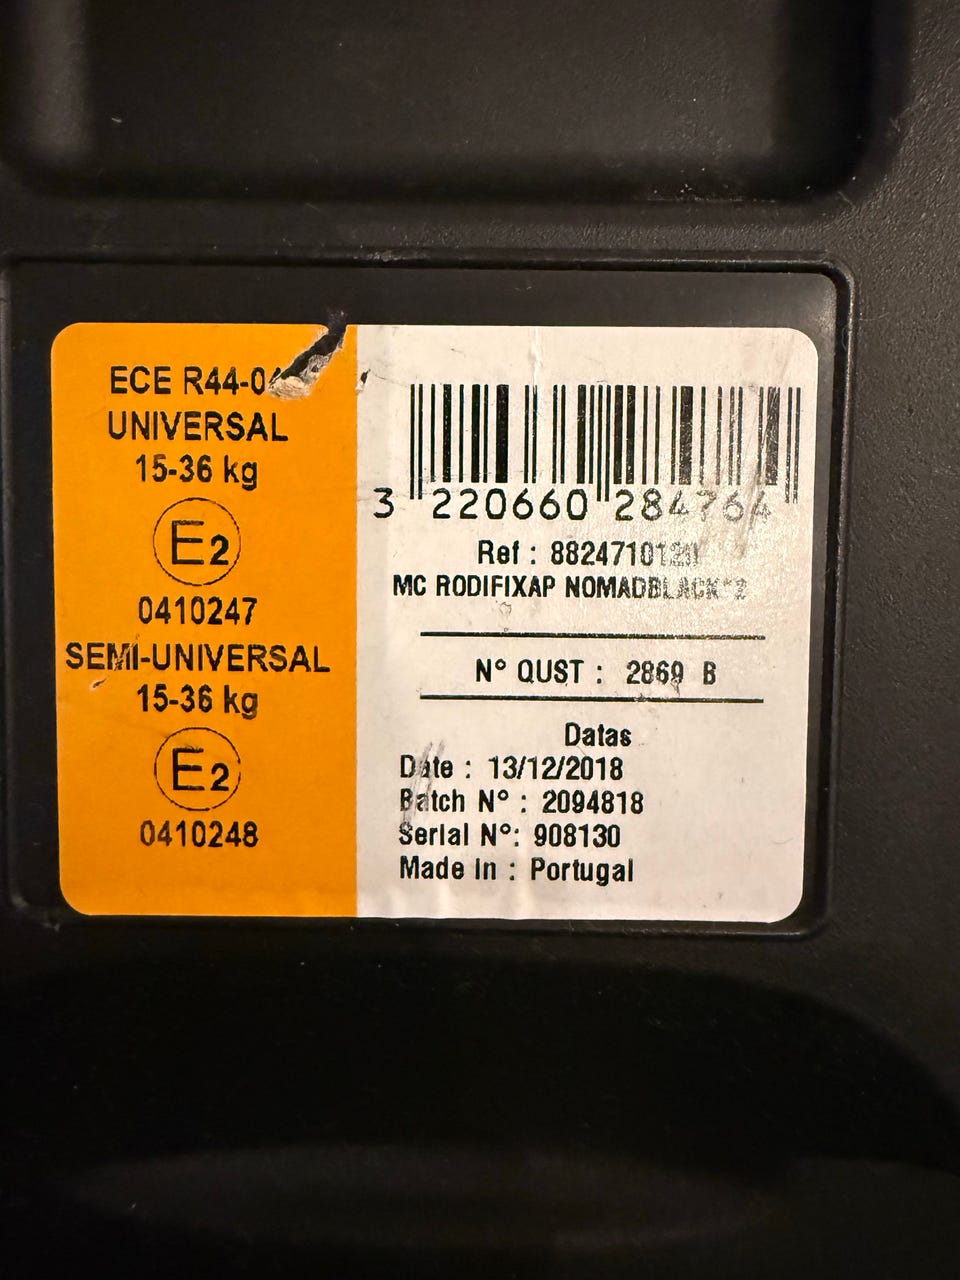 ECE R44-04
UNIVERSAL
15-36 kg
E2
0410247
SEMI-UNIVERSAL
15-36 kg
E2
0410248
3 220660 284764
Ref :
MC RODIFIXAP NOMADBLACK*2
N° QUST : 2869 B
Datas
Date : 13/12/2018
Batch N° : 2094818
Serial N°: 908130
Made In : Portugal